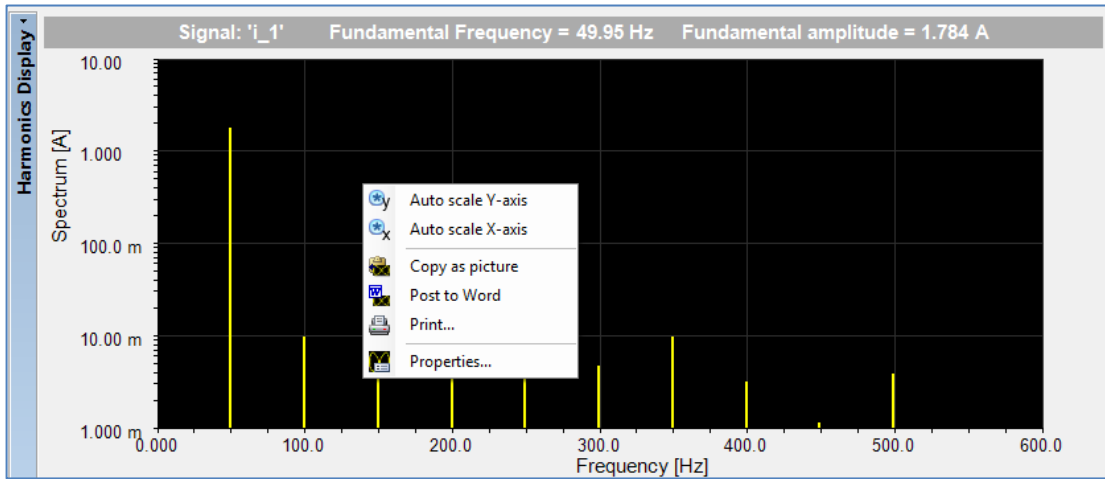 Harmonics Display
Signal: 'i_1' Fundamental Frequency = 49.95 Hz Fundamental amplitude = 1.784 A
Spectrum [A]
10.00
1.000
100.0 m
10.00 m
1.000 m
Auto scale Y-axis
Auto scale X-axis
Copy as picture
Post to Word
Print...
Properties...
0.000 100.0 200.0 300.0 400.0 500.0 600.0
Frequency [Hz]